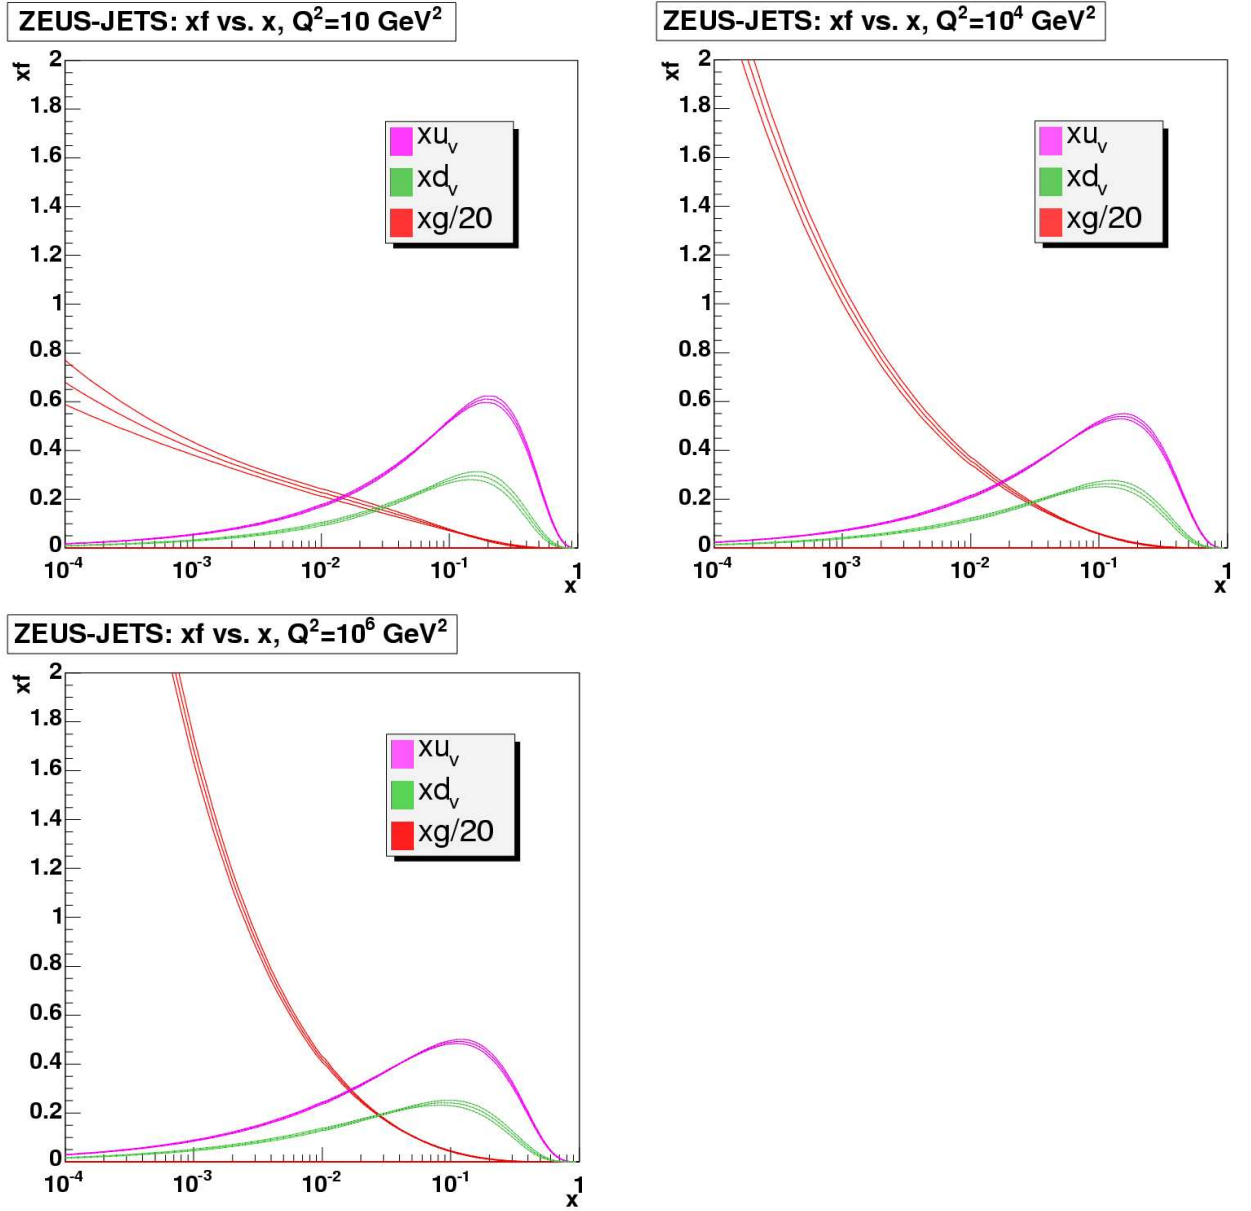 ZEUS-JETS: xf vs. x, Q²=10 GeV²
xf
2
1.8
1.6
1.4
1.2
1
0.8
0.6
0.4
0.2
0
xu_v
xd_v
xg/20
10⁻⁴ 10⁻³ 10⁻² 10⁻¹ 1
x
ZEUS-JETS: xf vs. x, Q²=10⁴ GeV²
xf
2
1.8
1.6
1.4
1.2
1
0.8
0.6
0.4
0.2
0
xu_v
xd_v
xg/20
10⁻⁴ 10⁻³ 10⁻² 10⁻¹ 1
x
ZEUS-JETS: xf vs. x, Q²=10⁶ GeV²
xf
2
1.8
1.6
1.4
1.2
1
0.8
0.6
0.4
0.2
0
xu_v
xd_v
xg/20
10⁻⁴ 10⁻³ 10⁻² 10⁻¹ 1
x